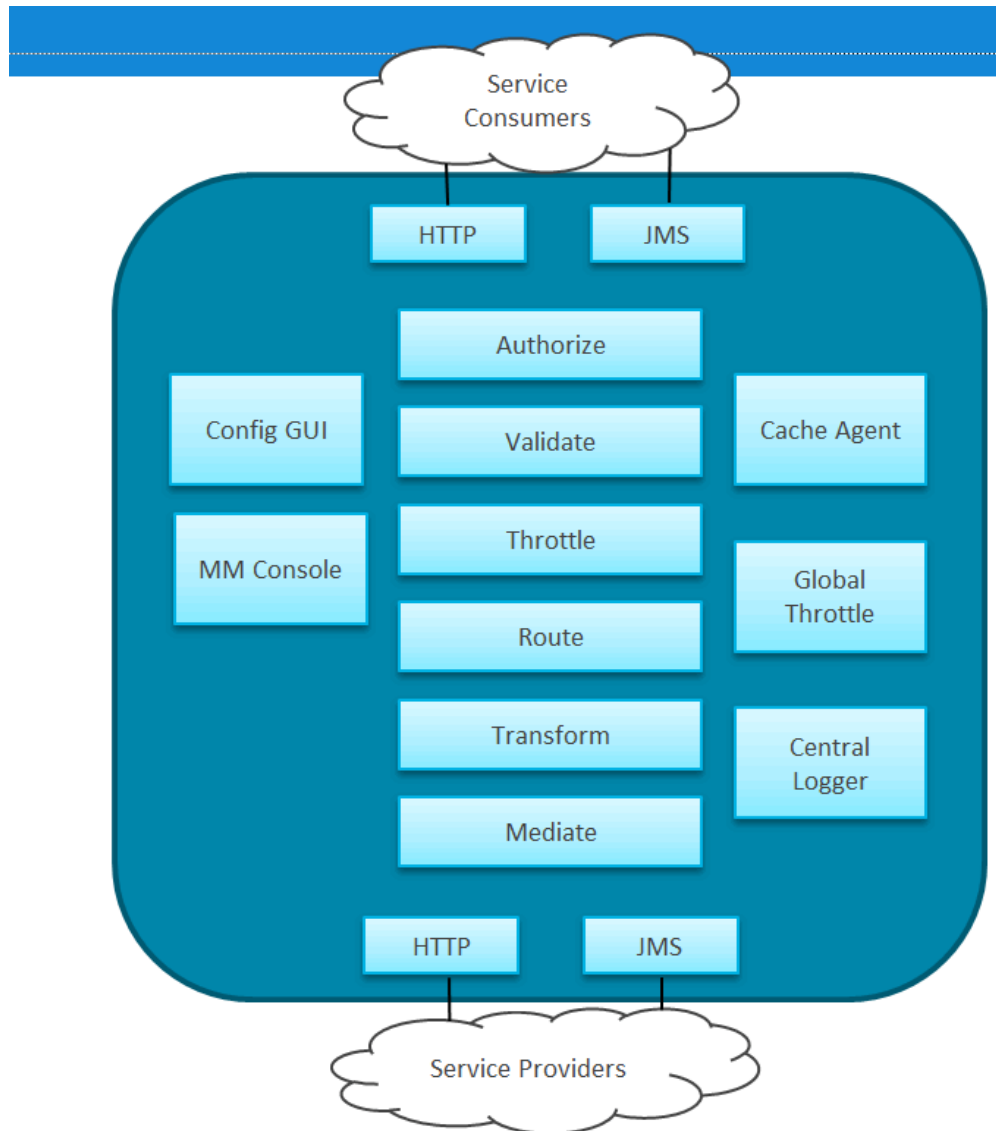 Service
Consumers
HTTP
JMS
Authorize
Config GUI
Validate
Cache Agent
MM Console
Throttle
Global
Throttle
Route
Transform
Central
Logger
Mediate
HTTP
JMS
Service Providers